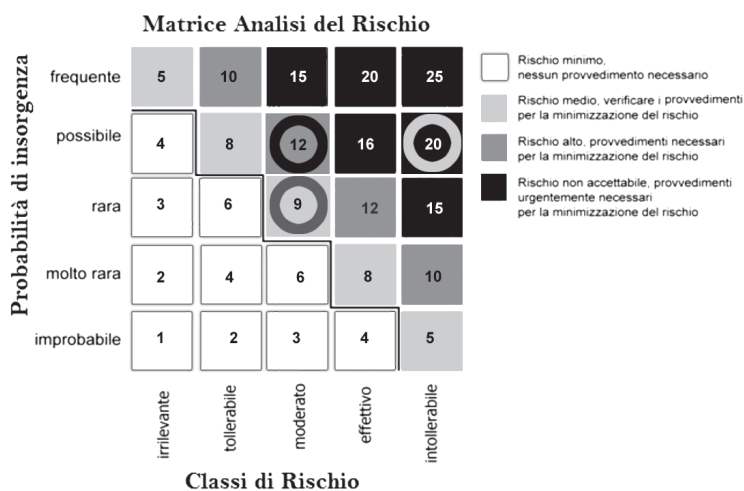 Matrice Analisi del Rischio
Probabilità di insorgenza
frequente 5 10 15 20 25
possibile 4 8 12 16 20
rara 3 6 9 12 15
molto rara 2 4 6 8 10
improbabile 1 2 3 4 5
irrilevante tollerabile moderato effettivo intollerabile
Classi di Rischio
Rischio minimo,
nessun provvedimento necessario
Rischio medio, verificare i provvedimenti
per la minimizzazione del rischio
Rischio alto, provvedimenti necessari
per la minimizzazione del rischio
Rischio non accettabile, provvedimenti
urgentemente necessari
per la minimizzazione del rischio